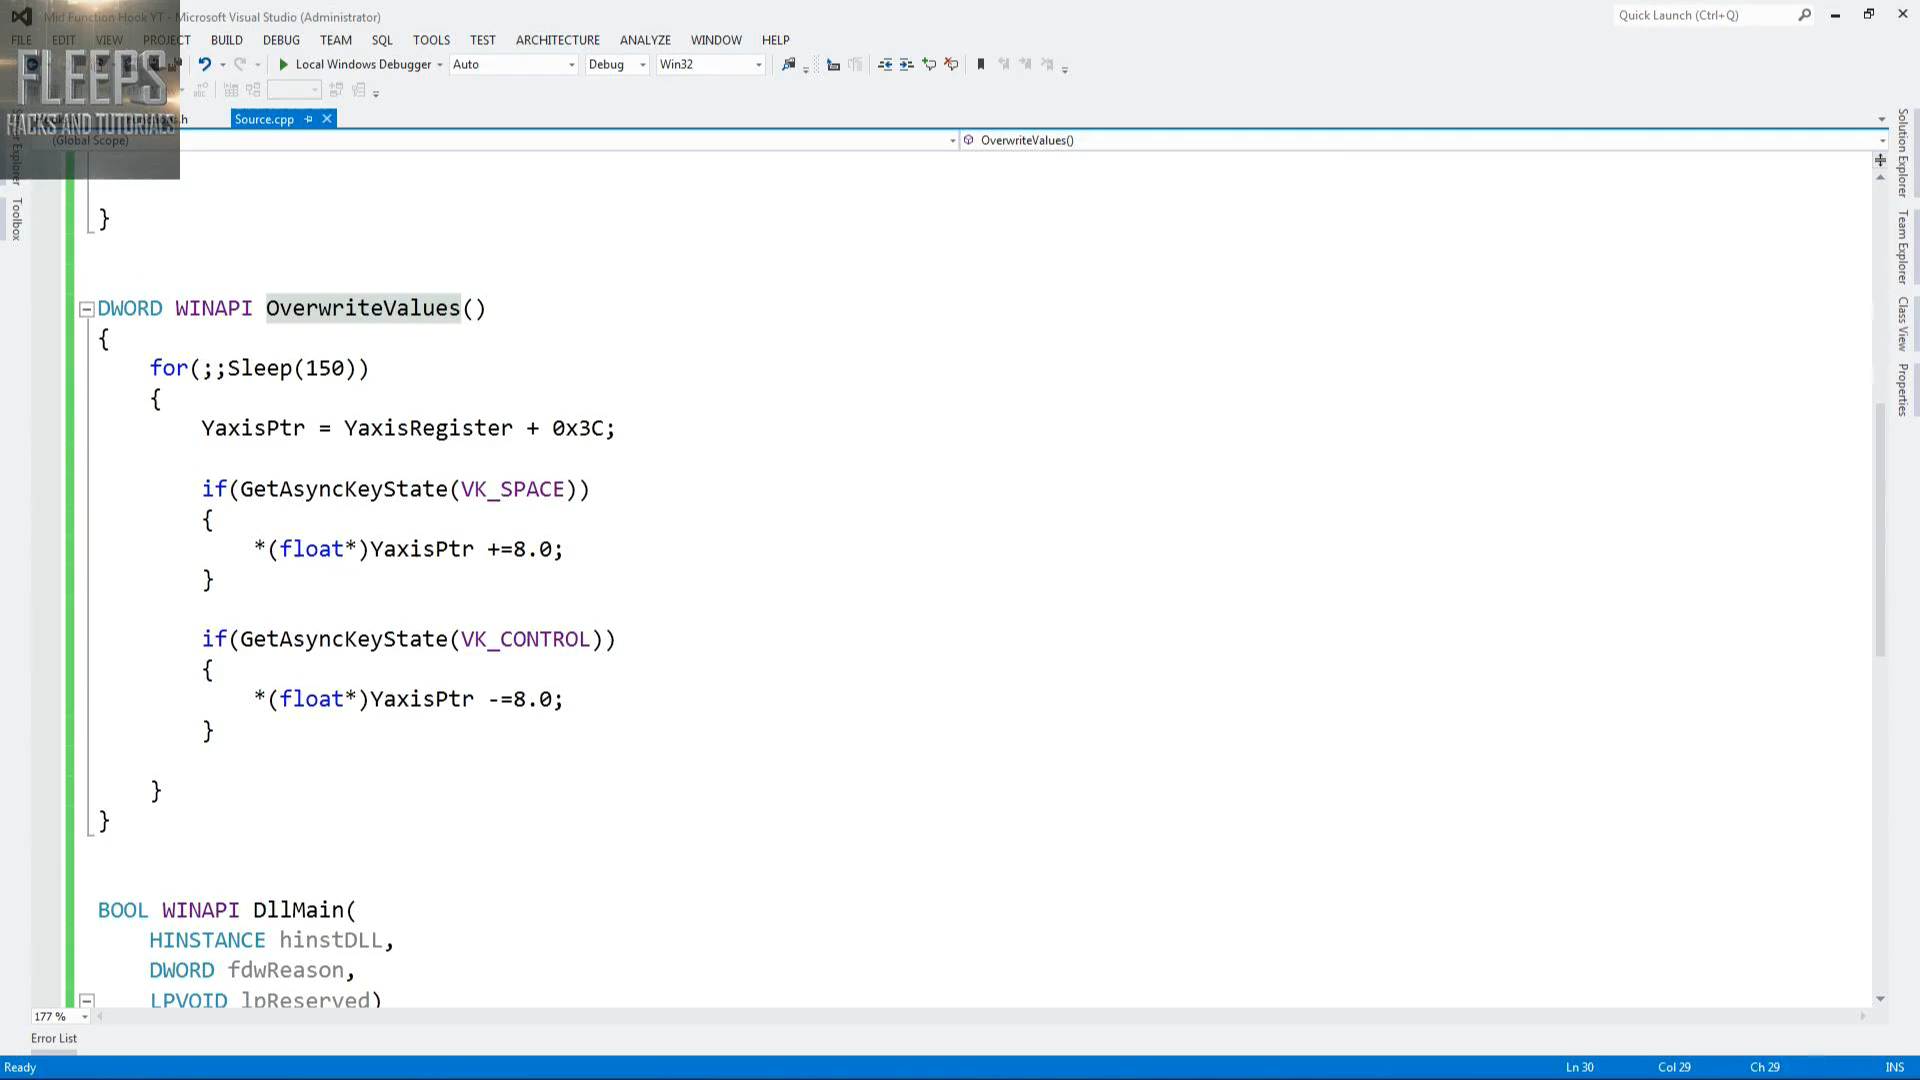 Mid Function Hook YT - Microsoft Visual Studio (Administrator)
Quick Launch (Ctrl+Q)
FILE EDIT VIEW PROJECT BUILD DEBUG TEAM SQL TOOLS TEST ARCHITECTURE ANALYZE WINDOW HELP
FLEEPS
HACKS AND TUTORIALS
Local Windows Debugger Auto Debug Win32
Source.cpp
(Global Scope)
OverwriteValues()
Toolbox
Solution Explorer
Team Explorer
Class View
Properties
}
DWORD WINAPI OverwriteValues()
{
for(;;Sleep(150))
{
YaxisPtr = YaxisRegister + 0x3C;
if(GetAsyncKeyState(VK_SPACE))
{
*(float*)YaxisPtr +=8.0;
}
if(GetAsyncKeyState(VK_CONTROL))
{
*(float*)YaxisPtr -=8.0;
}
}
}
BOOL WINAPI DllMain(
HINSTANCE hinstDLL,
DWORD fdwReason,
LPVOID lpReserved)
177 %
Error List
Ready
Ln 30 Col 29 Ch 29 INS